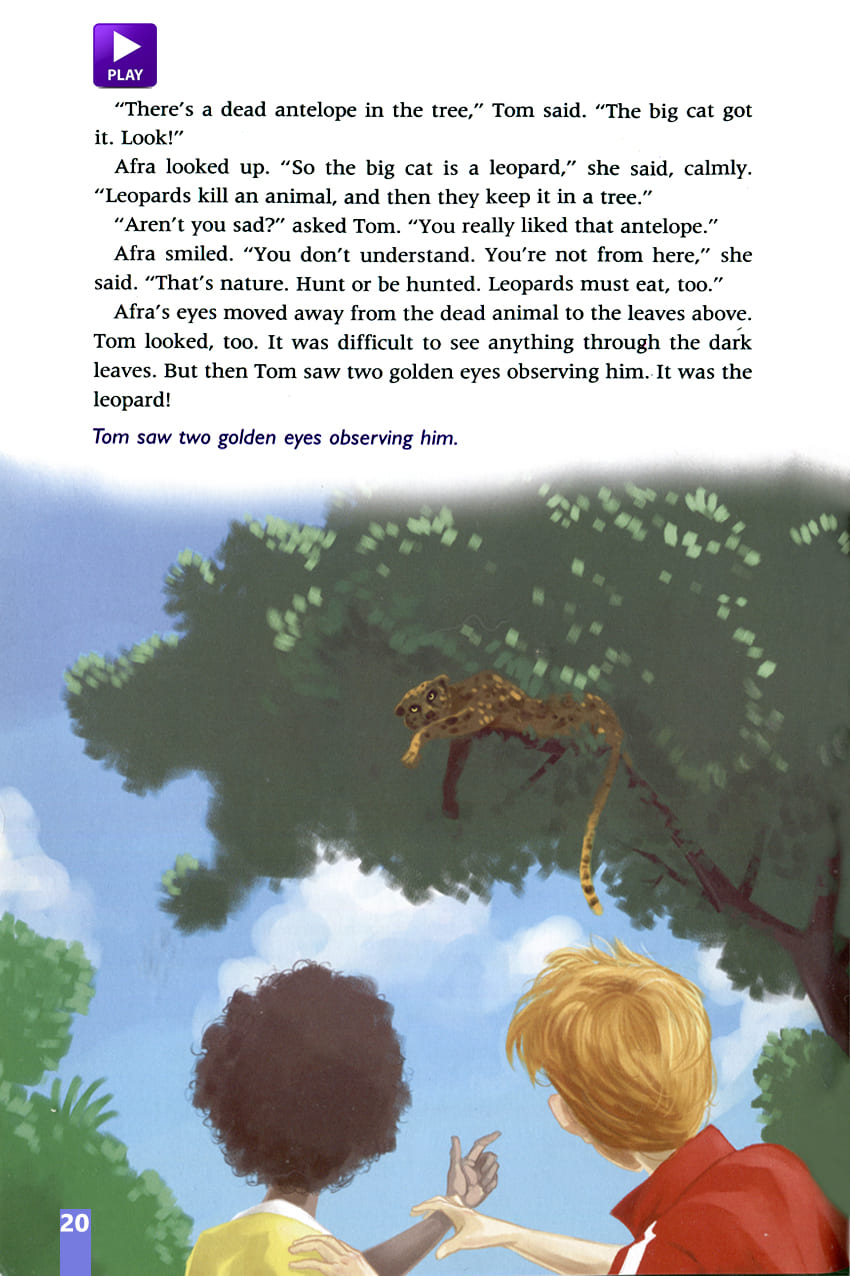 PLAY
“There’s a dead antelope in the tree,” Tom said. “The big cat got
it. Look!”
Afra looked up. “So the big cat is a leopard,” she said, calmly.
“Leopards kill an animal, and then they keep it in a tree.”
“Aren’t you sad?” asked Tom. “You really liked that antelope.”
Afra smiled. “You don’t understand. You’re not from here,” she
said. “That’s nature. Hunt or be hunted. Leopards must eat, too.”
Afra’s eyes moved away from the dead animal to the leaves above.
Tom looked, too. It was difficult to see anything through the dark
leaves. But then Tom saw two golden eyes observing him. It was the
leopard!
Tom saw two golden eyes observing him.
20